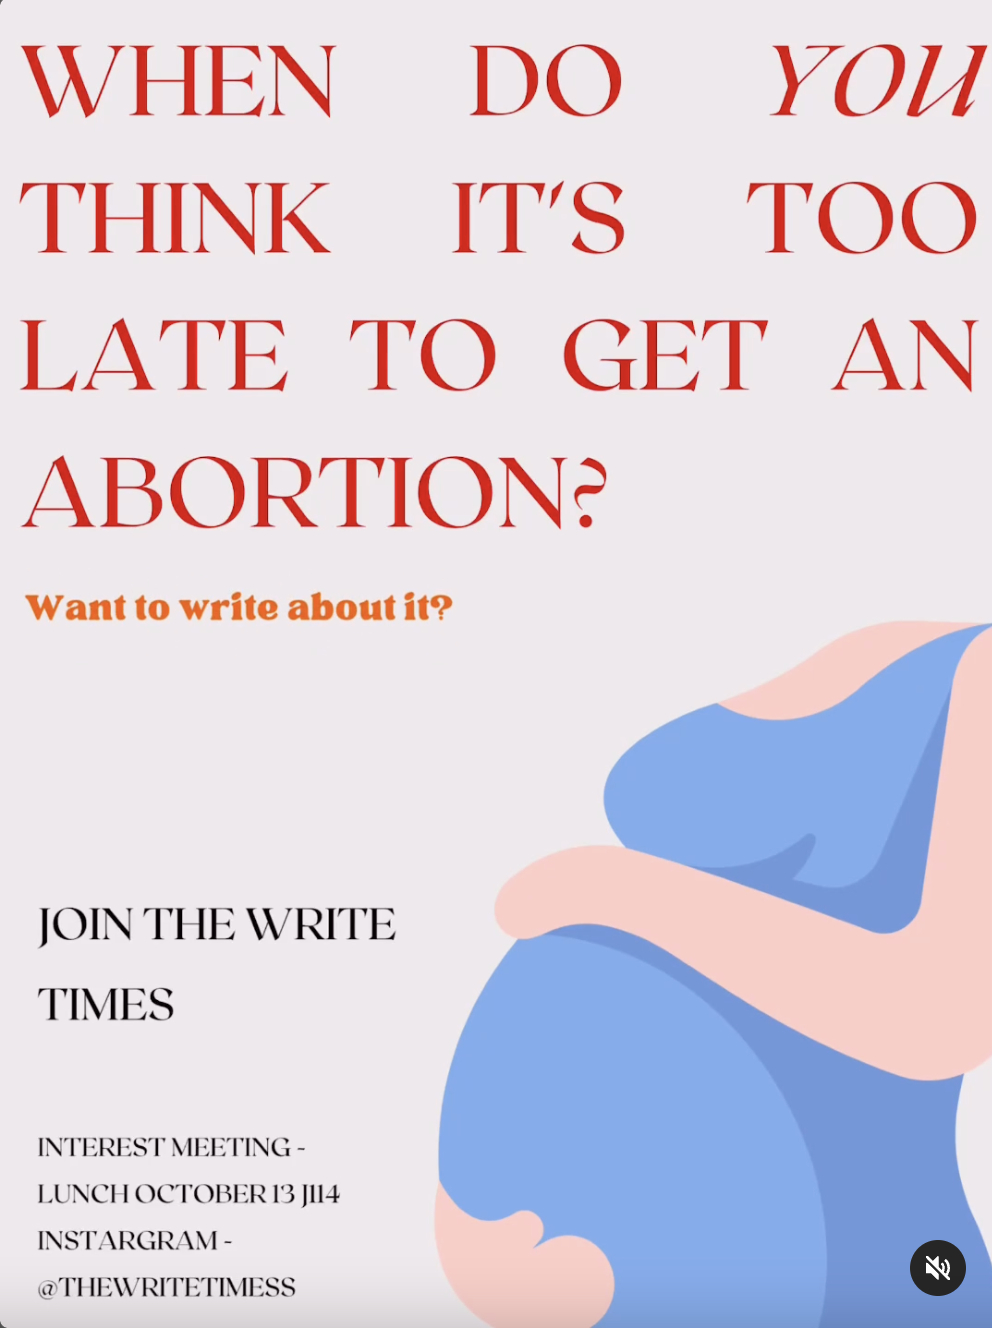 WHEN DO YOU
THINK IT'S TOO
LATE TO GET AN
ABORTION?
Want to write about it?
JOIN THE WRITE
TIMES
INTEREST MEETING -
LUNCH OCTOBER 13 J114
INSTARGRAM -
@THEWRITETIMESS